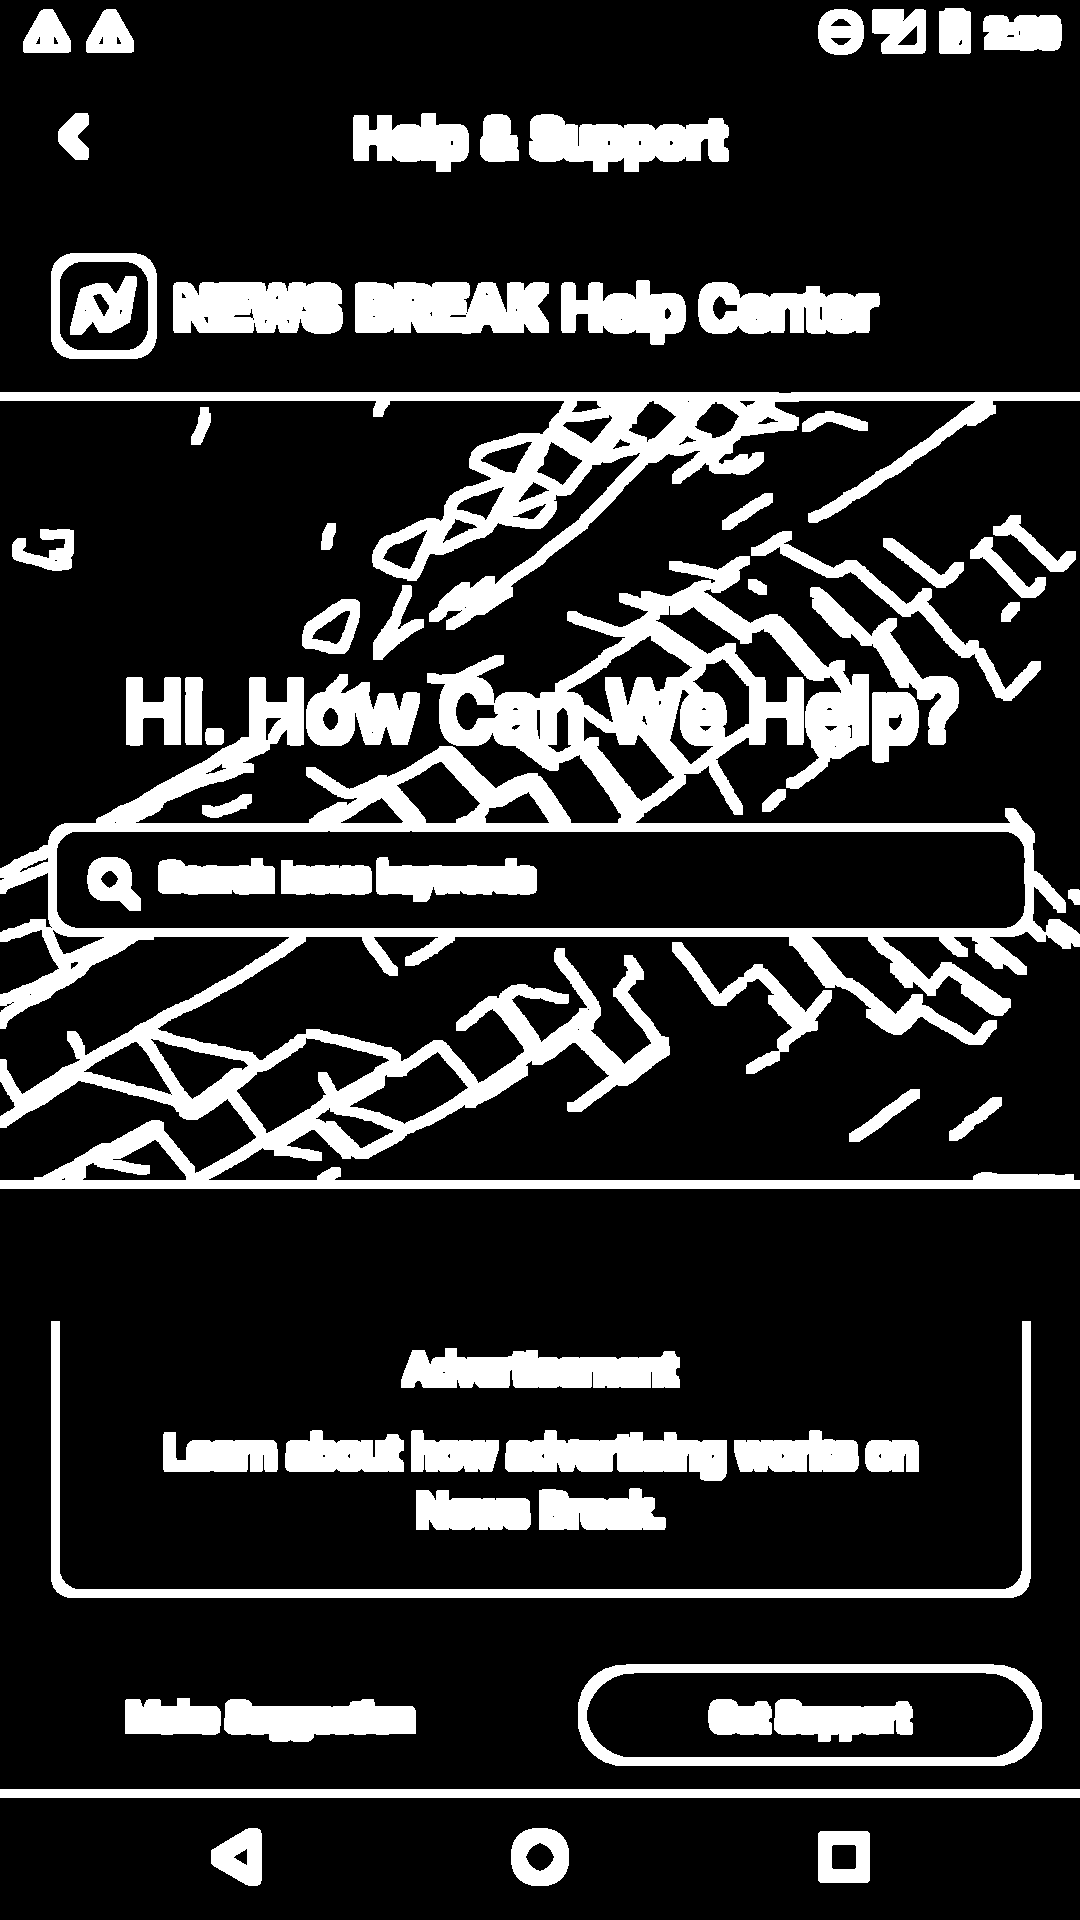 Help & Support
NEWS BREAK Help Center
Hi. How Can We Help?
Search issue keywords
Advertisement
Learn about how advertising works on
News Break.
Make Suggestion
Get Support